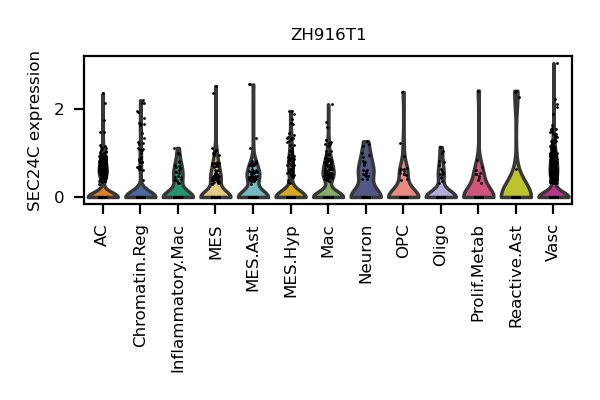 ZH916T1
SEC24C expression
2
0
AC
Chromatin.Reg
Inflammatory.Mac
MES
MES.Ast
MES.Hyp
Mac
Neuron
OPC
Oligo
Prolif.Metab
Reactive.Ast
Vasc